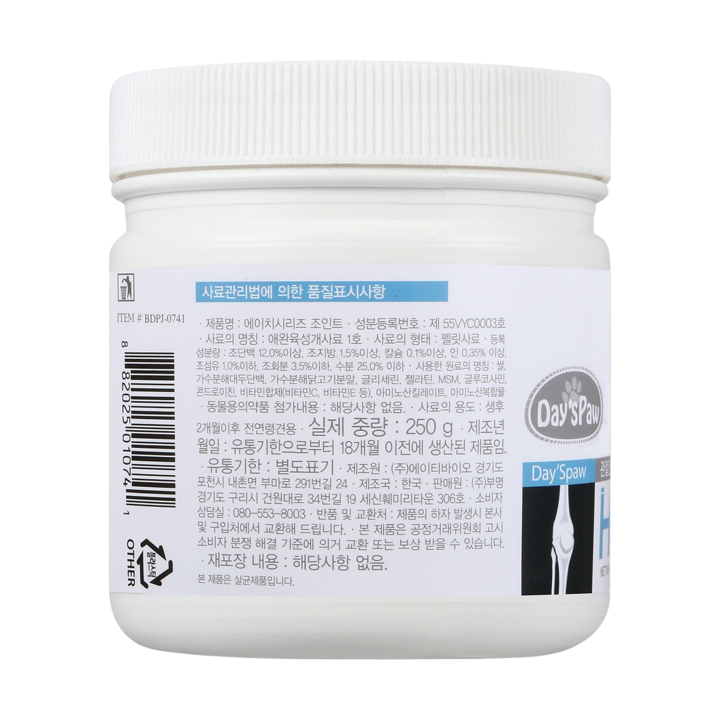 사료관리법에 의한 품질표시사항
ITEM # BDPJ-0741
· 제품명 : 에이치시리즈 조인트 · 성분등록번호 : 제 55VYC0003호
· 사료의 명칭 : 애완육성개사료 1호 · 사료의 형태 : 펠릿사료 · 등록
성분량 : 조단백 12.0%이상, 조지방 1.5%이상, 칼슘 0.1%이상, 인 0.35% 이상,
조섬유 1.0%이하, 조회분 3.5%이하, 수분 25.0% 이하 · 사용한 원료의 명칭 : 쌀,
가수분해대두단백, 가수분해닭고기분말, 글리세린, 젤라틴, MSM, 글루코사민,
콘드로이친, 비타민합제(비타민C, 비타민E 등), 아미노산킬레이트, 아미노산복합물
· 동물용의약품 첨가내용 : 해당사항 없음. · 사료의 용도 : 생후
2개월이후 전연령견용 · 실제 중량 : 250 g · 제조년
월일 : 유통기한으로부터 18개월 이전에 생산된 제품임.
· 유통기한 : 별도표기 · 제조원 : (주)에이티바이오 경기도
포천시 내촌면 부마로 291번길 24 · 제조국 : 한국 · 판매원 : (주)부명
경기도 구리시 건원대로 34번길 19 세신훼미리타운 306호 · 소비자
상담실 : 080-553-8003 · 반품 및 교환처 : 제품의 하자 발생시 본사
및 구입처에서 교환해 드립니다. · 본 제품은 공정거래위원회 고시
소비자 분쟁 해결 기준에 의거 교환 또는 보상 받을 수 있습니다.
· 재포장 내용 : 해당사항 없음.
본 제품은 살균제품입니다.
8 82025 01074 1
플라스틱
OTHER
Day'sPaw
Day'Spaw